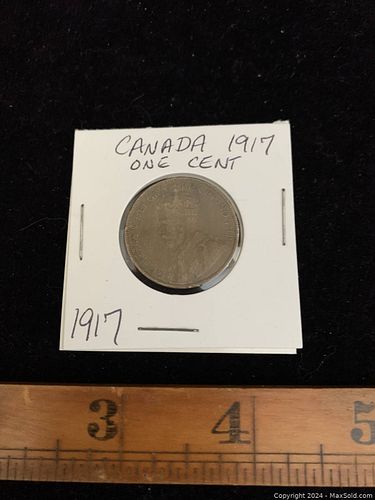 CANADA 1917
ONE CENT
1917
3 4 5
Copyright © 2024 - MaxSold.com